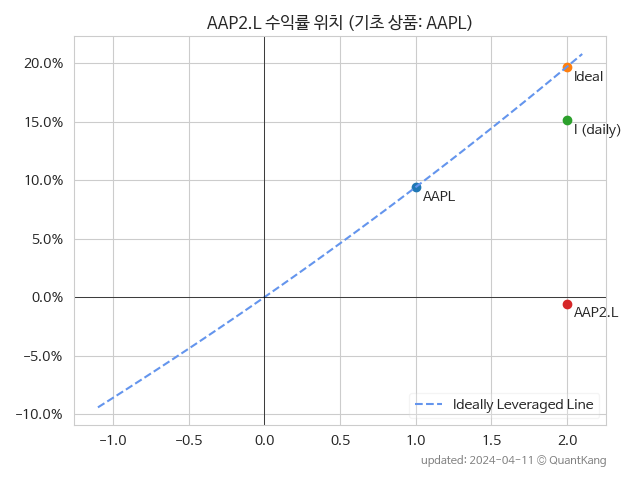 AAP2.L 수익률 위치 (기초 상품: AAPL)
20.0%
Ideal
15.0%
I (daily)
10.0%
AAPL
5.0%
0.0%
AAP2.L
−5.0%
−10.0%
Ideally Leveraged Line
−1.0 −0.5 0.0 0.5 1.0 1.5 2.0
updated: 2024-04-11 © QuantKang